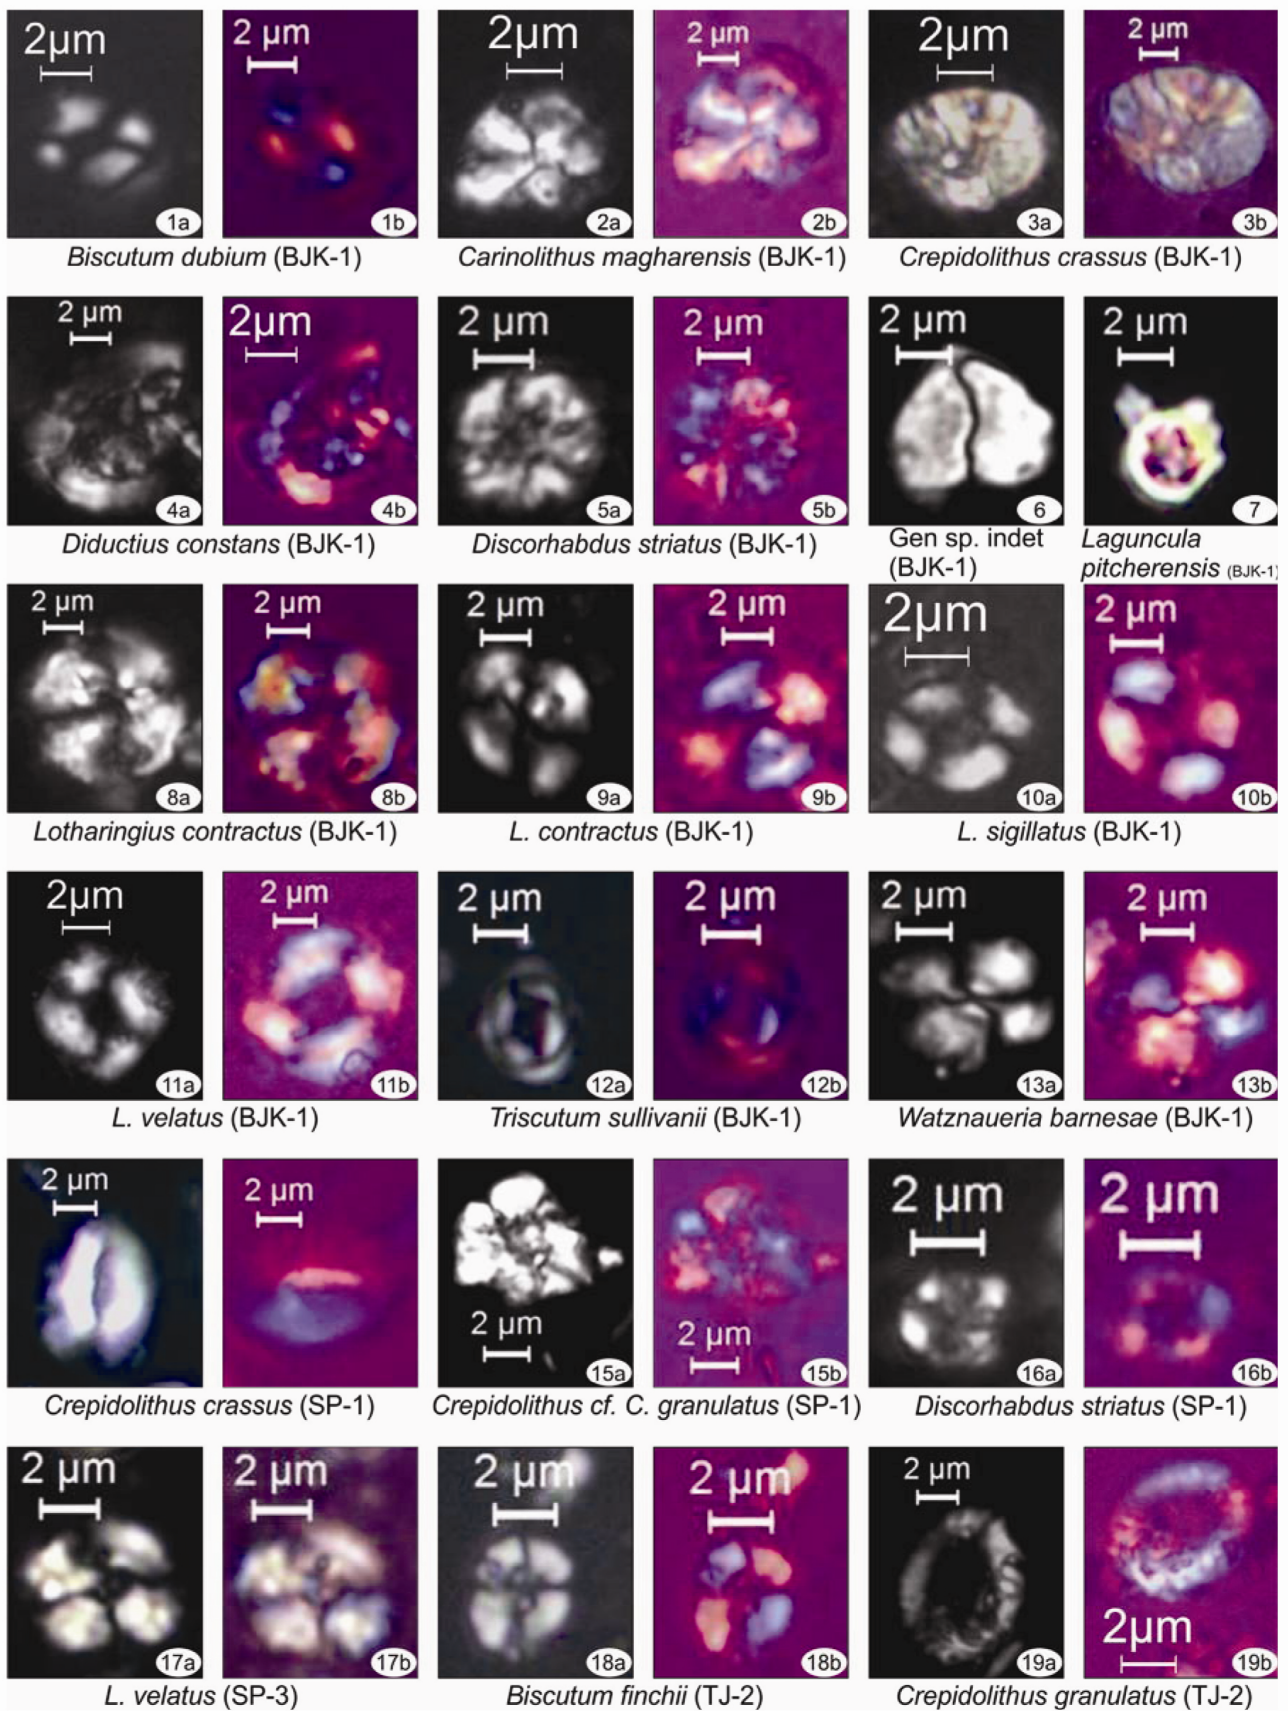 2μm 2 μm 2μm 2 μm 2μm 2 μm
1a 1b 2a 2b 3a 3b
Biscutum dubium (BJK-1) Carinolithus magharensis (BJK-1) Crepidolithus crassus (BJK-1)
2 μm 2μm 2 μm 2 μm 2 μm 2 μm
4a 4b 5a 5b 6 7
Diductius constans (BJK-1) Discorhabdus striatus (BJK-1) Gen sp. indet Laguncula
(BJK-1) pitcherensis (BJK-1)
2 μm 2 μm 2 μm 2 μm 2μm 2 μm
8a 8b 9a 9b 10a 10b
Lotharingius contractus (BJK-1) L. contractus (BJK-1) L. sigillatus (BJK-1)
2μm 2 μm 2 μm 2 μm 2 μm 2 μm
11a 11b 12a 12b 13a 13b
L. velatus (BJK-1) Triscutum sullivanii (BJK-1) Watznaueria barnesae (BJK-1)
2 μm 2 μm 2 μm 2 μm
2 μm 2 μm
15a 15b 16a 16b
Crepidolithus crassus (SP-1) Crepidolithus cf. C. granulatus (SP-1) Discorhabdus striatus (SP-1)
2 μm 2 μm 2 μm 2 μm 2 μm
2μm
17a 17b 18a 18b 19a 19b
L. velatus (SP-3) Biscutum finchii (TJ-2) Crepidolithus granulatus (TJ-2)